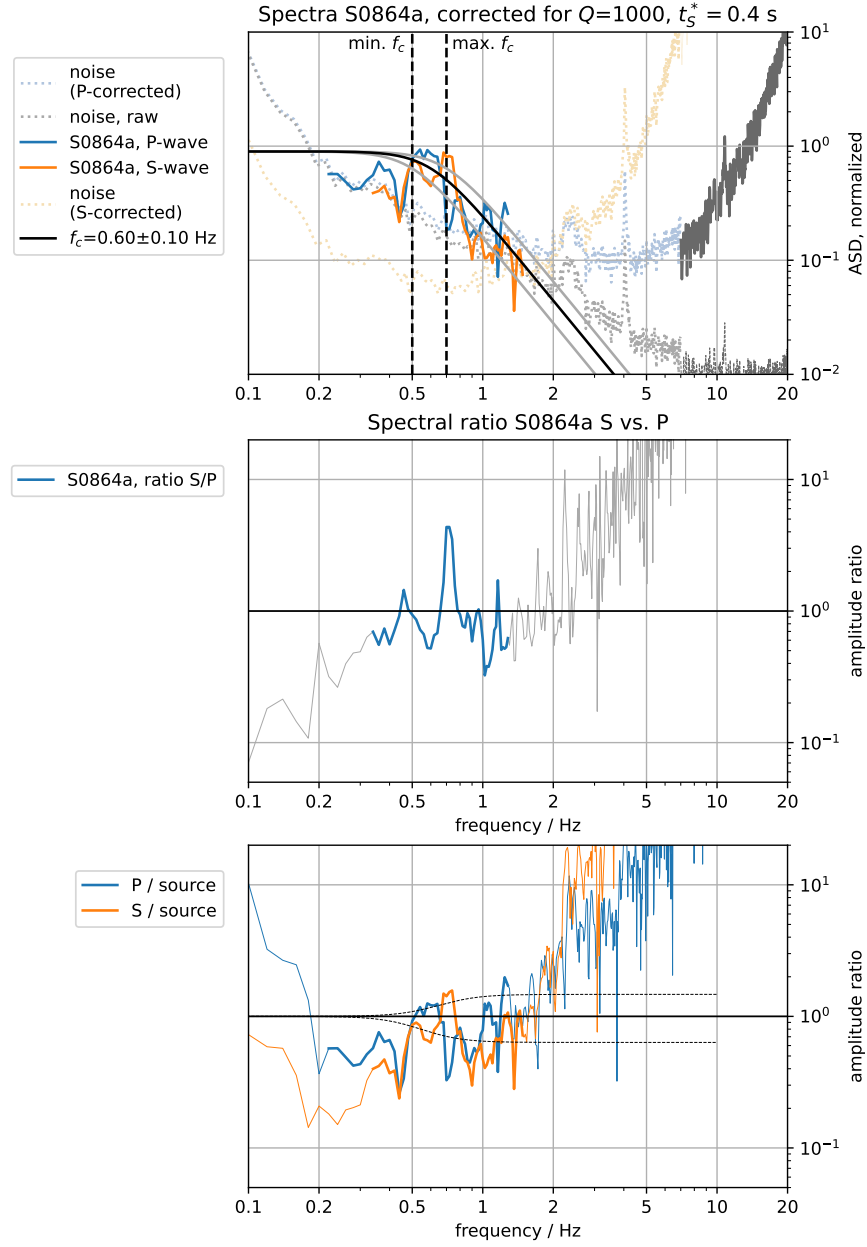 Spectra S0864a, corrected for Q=1000, t*_S = 0.4 s
min. f_c
max. f_c
noise
(P-corrected)
noise, raw
S0864a, P-wave
S0864a, S-wave
noise
(S-corrected)
f_c=0.60±0.10 Hz
10^1
10^0
10^-1
10^-2
ASD, normalized
0.1 0.2 0.5 1 2 5 10 20
Spectral ratio S0864a S vs. P
S0864a, ratio S/P
10^1
10^0
10^-1
amplitude ratio
0.1 0.2 0.5 1 2 5 10 20
frequency / Hz
P / source
S / source
10^1
10^0
10^-1
amplitude ratio
0.1 0.2 0.5 1 2 5 10 20
frequency / Hz